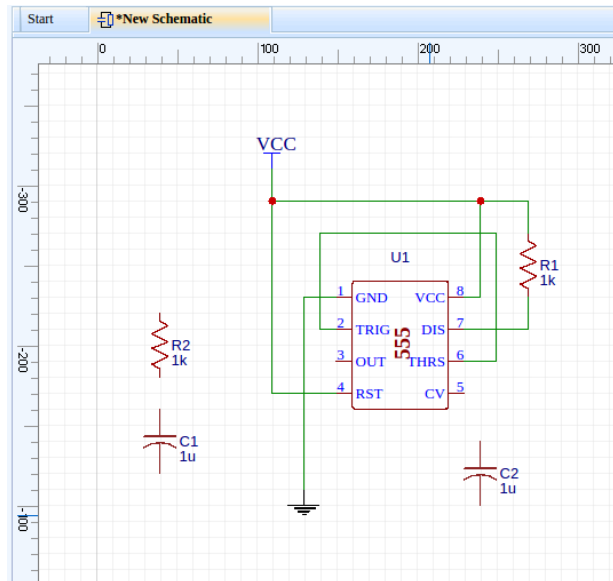 Start
*New Schematic
0
100
200
300
-300
-200
-100
VCC
U1
1 GND VCC 8
2 TRIG DIS 7
3 OUT THRS 6
4 RST CV 5
555
R1
1k
R2
1k
C1
1u
C2
1u